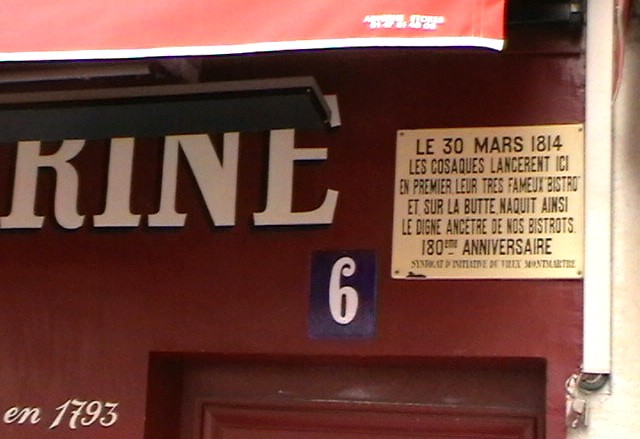 RINE
LE 30 MARS 1814
LES COSAQUES LANCERENT ICI
EN PREMIER LEUR TRES FAMEUX "BISTRO"
ET, SUR LA BUTTE, NAQUIT AINSI
LE DIGNE ANCÊTRE DE NOS BISTROTS.
180ème ANNIVERSAIRE
SYNDICAT D'INITIATIVE DU VIEUX MONTMARTRE
6
en 1793